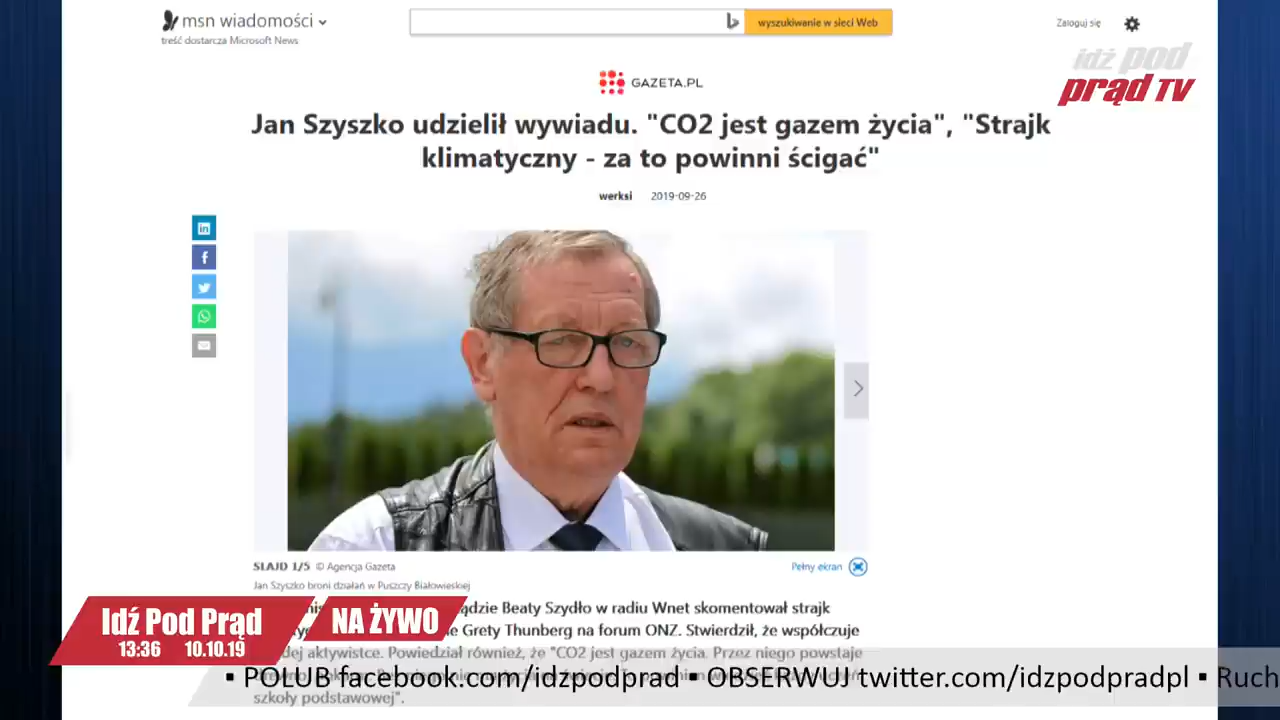 msn wiadomości
treść dostarcza Microsoft News
wyszukiwanie w sieci Web
Zaloguj się
idź pod
prąd TV
GAZETA.PL
Jan Szyszko udzielił wywiadu. "CO2 jest gazem życia", "Strajk
klimatyczny - za to powinni ścigać"
werksi 2019-09-26
SLAJD 1/5 © Agencja Gazeta
Pełny ekran
Jan Szyszko broni działań w Puszczy Białowieskiej
ądzie Beaty Szydło w radiu Wnet skomentował strajk
e Grety Thunberg na forum ONZ. Stwierdził, że współczuje
dej aktywistce. Powiedział również, że "CO2 jest gazem życia. Przez niego powstaje
szkoły podstawowej".
Idź Pod Prąd
NA ŻYWO
13:36 10.10.19
▪ POLUB facebook.com/idzpodprad ▪ OBSERWUJ twitter.com/idzpodpradpl ▪ Ruch